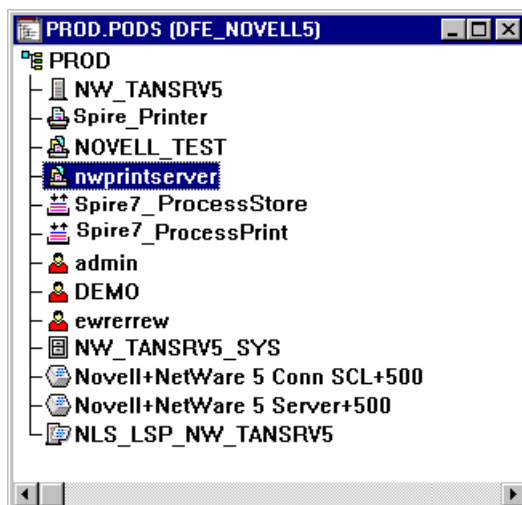 PROD.PODS (DFE_NOVELL5)
PROD
NW_TANSRV5
Spire_Printer
NOVELL_TEST
nwprintserver
Spire7_ProcessStore
Spire7_ProcessPrint
admin
DEMO
ewrerrew
NW_TANSRV5_SYS
Novell+NetWare 5 Conn SCL+500
Novell+NetWare 5 Server+500
NLS_LSP_NW_TANSRV5